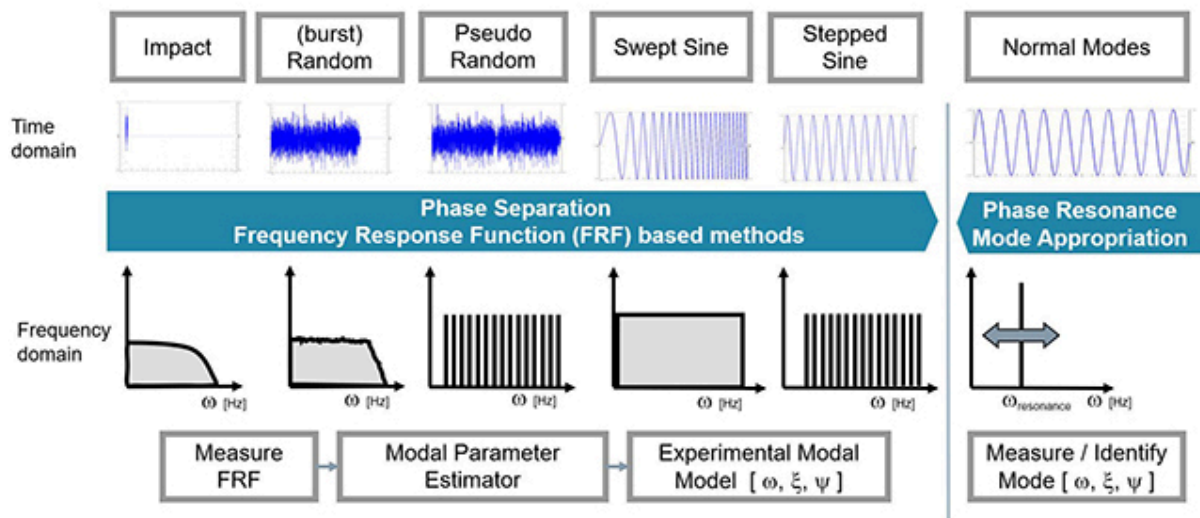 Impact
(burst)
Random
Pseudo
Random
Swept Sine
Stepped
Sine
Normal Modes
Time
domain
Phase Separation
Frequency Response Function (FRF) based methods
Phase Resonance
Mode Appropriation
Frequency
domain
ω [Hz]
ω [Hz]
ω [Hz]
ω [Hz]
ω [Hz]
ωresonance ω [Hz]
Measure
FRF
Modal Parameter
Estimator
Experimental Modal
Model [ ω, ξ, ψ ]
Measure / Identify
Mode [ ω, ξ, ψ ]